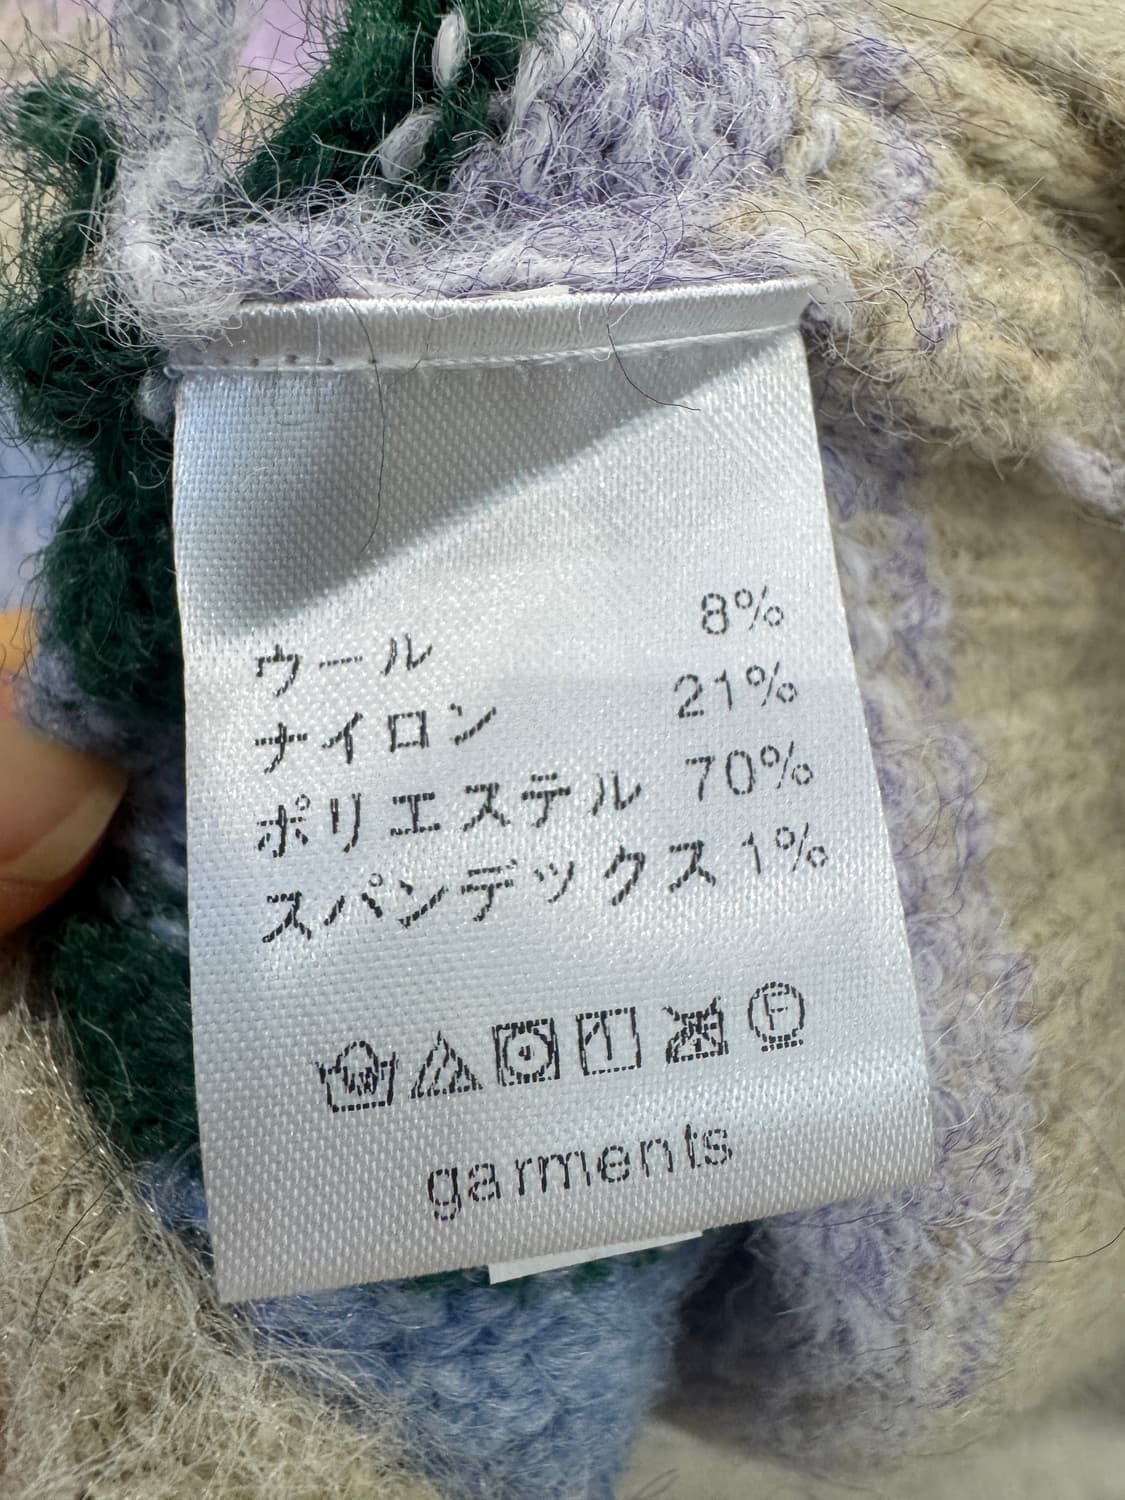 ウール 8%
ナイロン 21%
ポリエステル 70%
スパンデックス 1%
F
garments